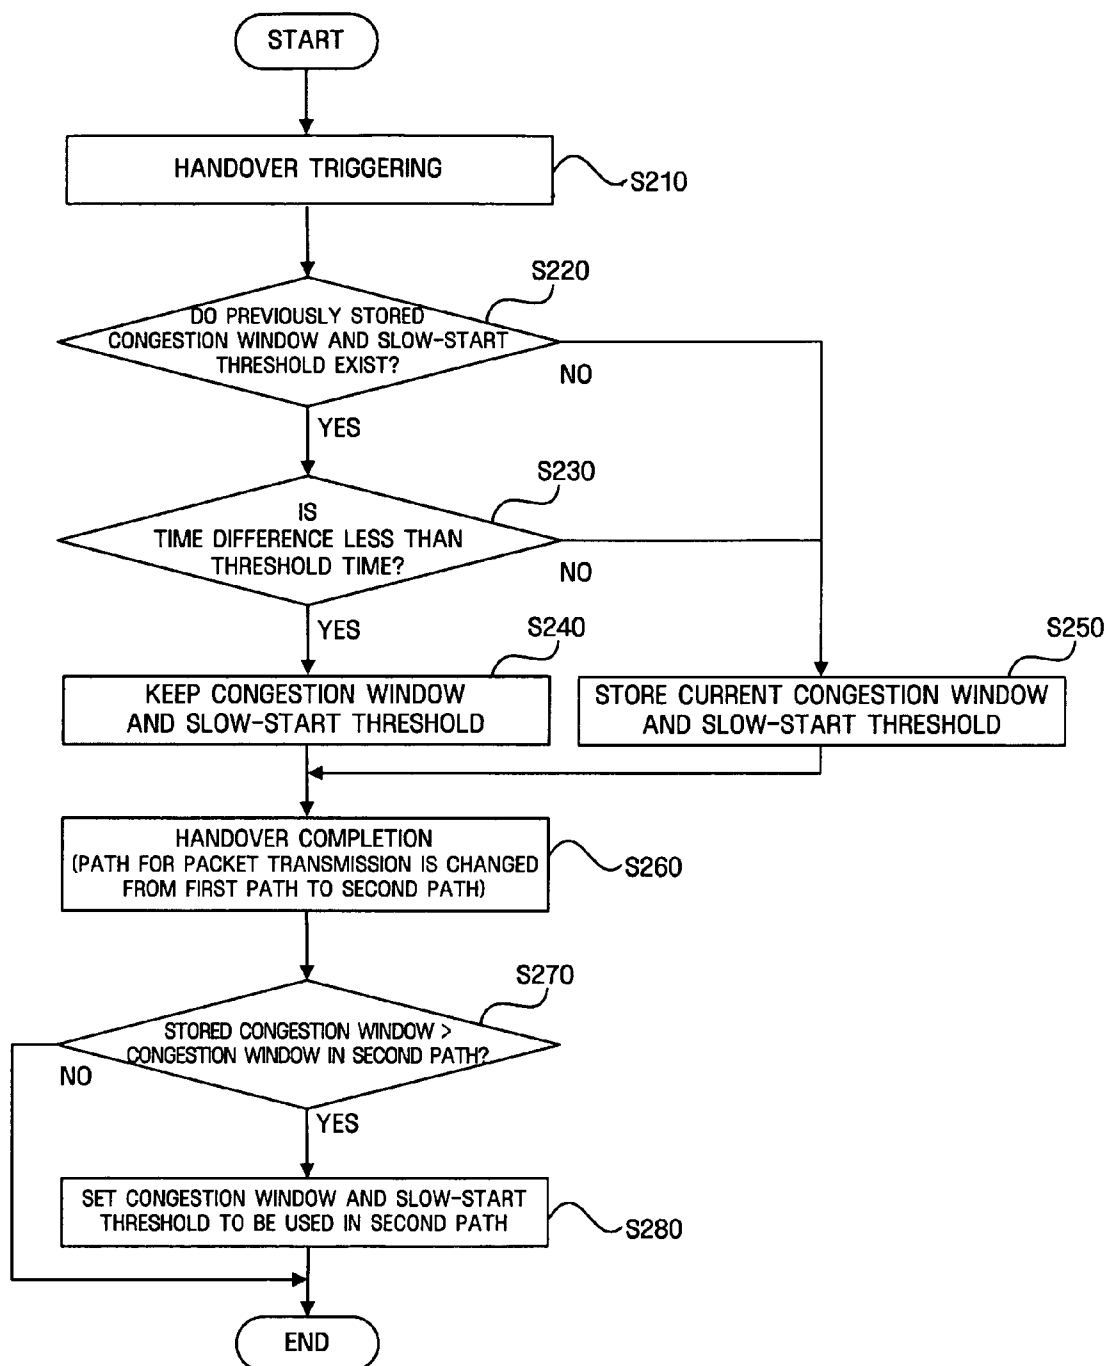 START
HANDOVER TRIGGERING
S210
S220
DO PREVIOUSLY STORED
CONGESTION WINDOW AND SLOW-START
THRESHOLD EXIST?
NO
YES
S230
IS
TIME DIFFERENCE LESS THAN
THRESHOLD TIME?
NO
YES
S240
KEEP CONGESTION WINDOW
AND SLOW-START THRESHOLD
S250
STORE CURRENT CONGESTION WINDOW
AND SLOW-START THRESHOLD
HANDOVER COMPLETION
(PATH FOR PACKET TRANSMISSION IS CHANGED
FROM FIRST PATH TO SECOND PATH)
S260
S270
STORED CONGESTION WINDOW >
CONGESTION WINDOW IN SECOND PATH?
NO
YES
SET CONGESTION WINDOW AND SLOW-START
THRESHOLD TO BE USED IN SECOND PATH
S280
END